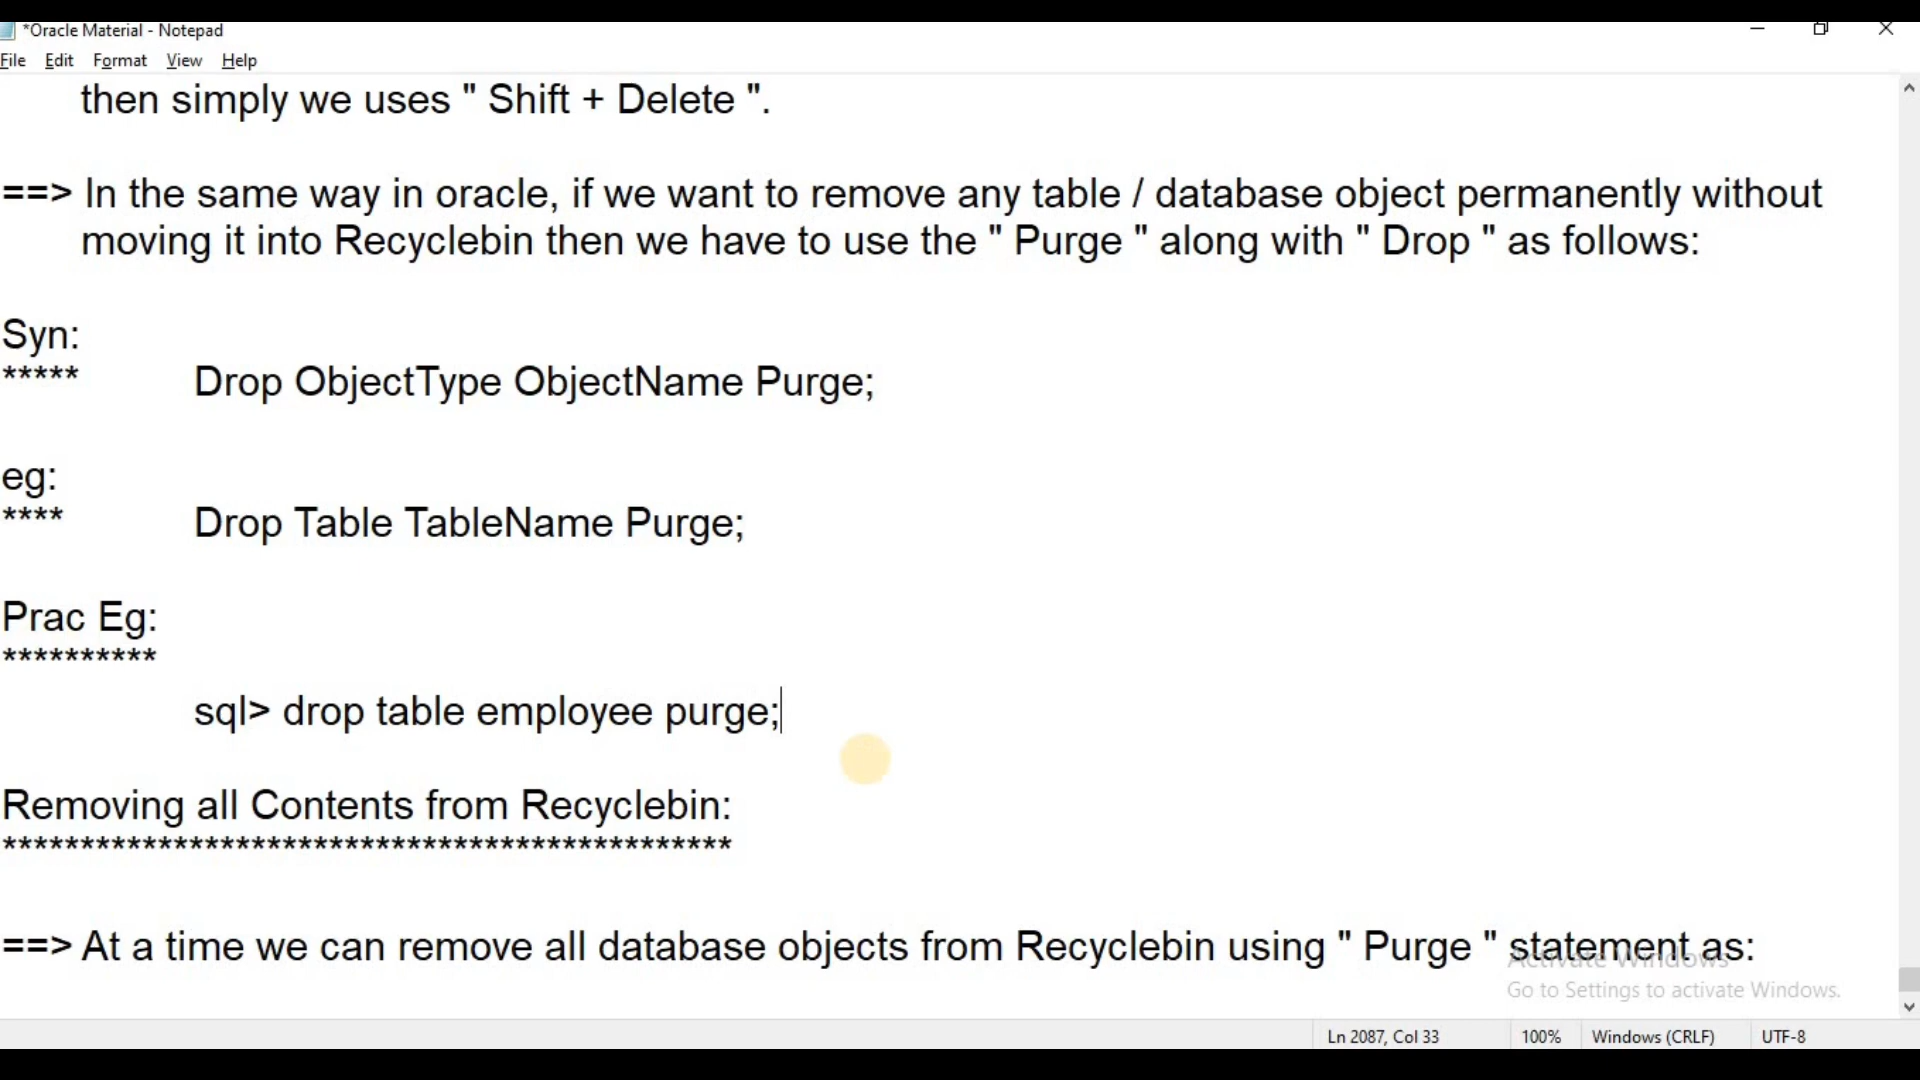 *Oracle Material - Notepad
File Edit Format View Help
then simply we uses " Shift + Delete ".
==> In the same way in oracle, if we want to remove any table / database object permanently without
moving it into Recyclebin then we have to use the " Purge " along with " Drop " as follows:
Syn:
*****
Drop ObjectType ObjectName Purge;
eg:
****
Drop Table TableName Purge;
Prac Eg:
**********
sql> drop table employee purge;
Removing all Contents from Recyclebin:
***********************************************
==> At a time we can remove all database objects from Recyclebin using " Purge " statement as:
Activate Windows
Go to Settings to activate Windows.
Ln 2087, Col 33 100% Windows (CRLF) UTF-8